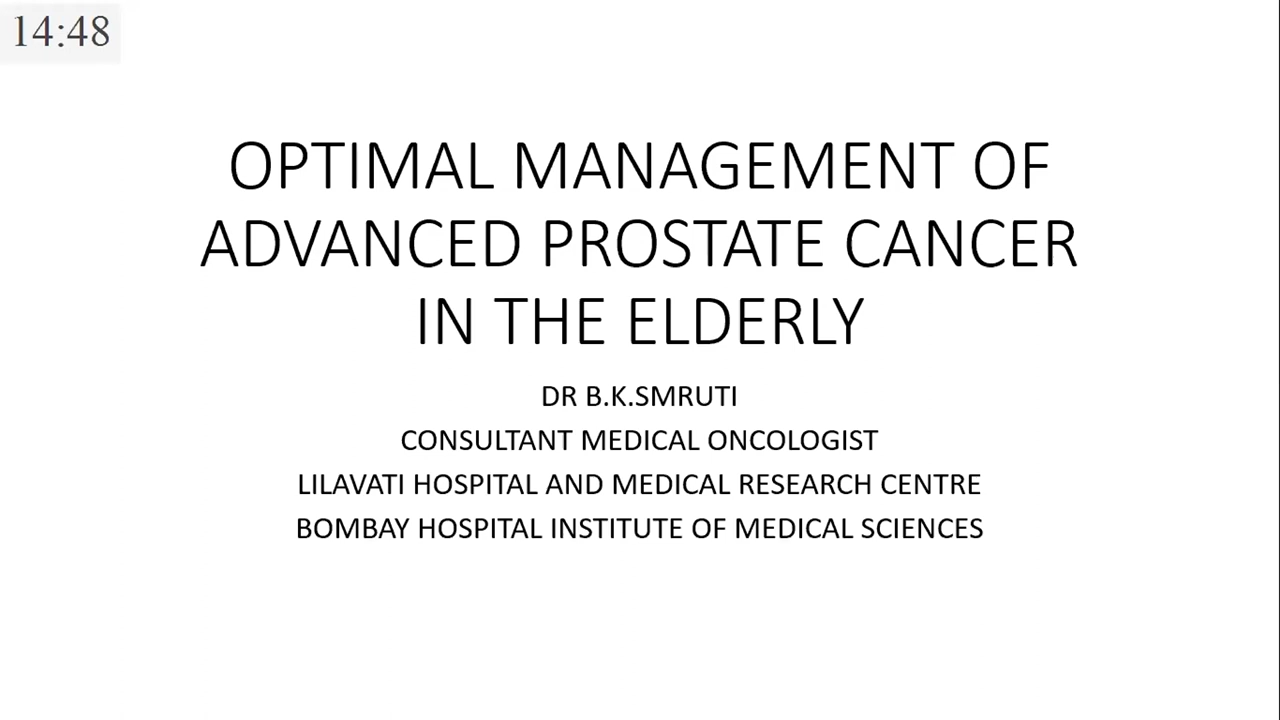 14:48
OPTIMAL MANAGEMENT OF
ADVANCED PROSTATE CANCER
IN THE ELDERLY
DR B.K.SMRUTI
CONSULTANT MEDICAL ONCOLOGIST
LILAVATI HOSPITAL AND MEDICAL RESEARCH CENTRE
BOMBAY HOSPITAL INSTITUTE OF MEDICAL SCIENCES